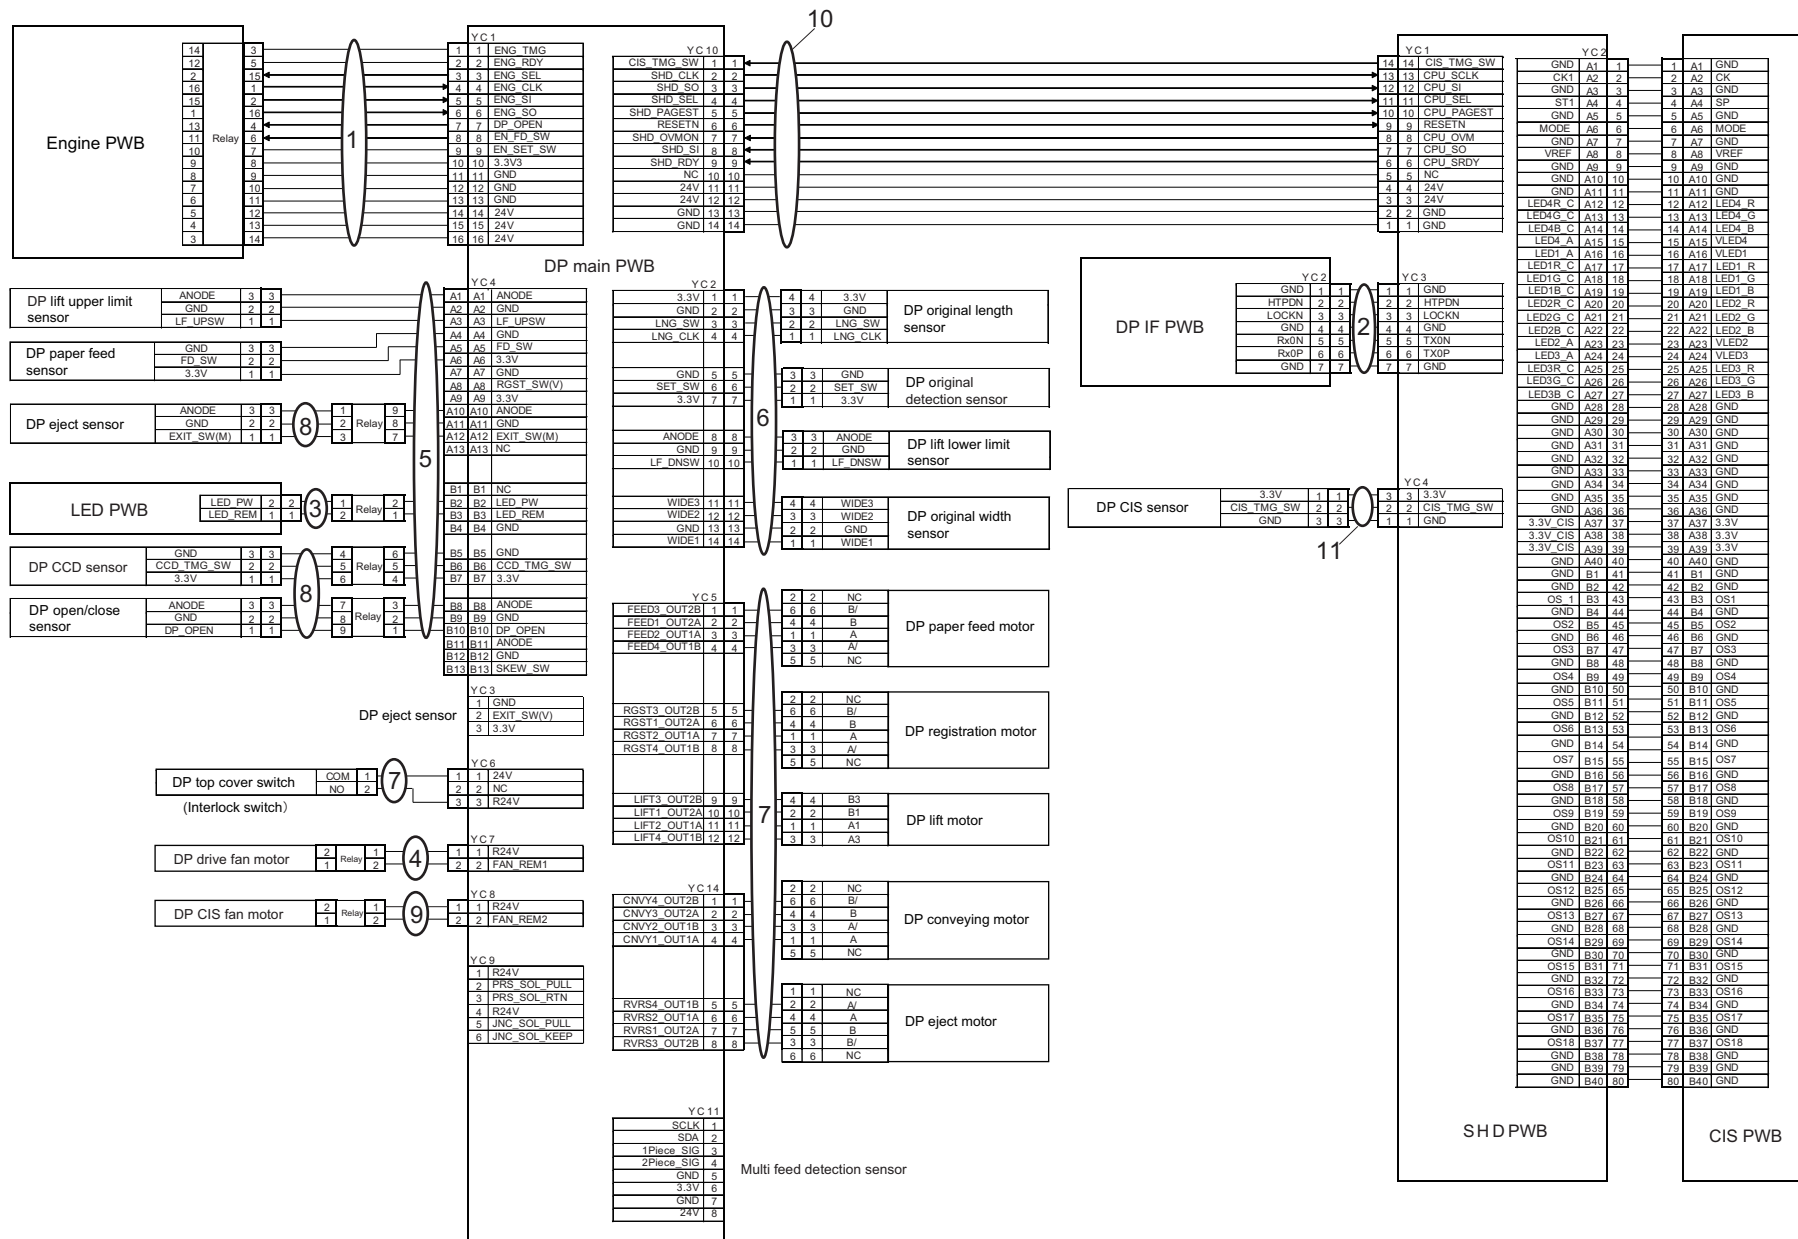 10
Engine PWB
14 Relay 3
12 5
2 15
16 1
15 2
1 16
13 4
11 6
10 7
9 8
8 9
7 10
6 11
5 12
4 13
3 14
1
YC1
1 1 ENG_TMG
2 2 ENG_RDY
3 3 ENG_SEL
4 4 ENG_CLK
5 5 ENG_SI
6 6 ENG_SO
7 7 DP_OPEN
8 8 EN_FD_SW
9 9 EN_SET_SW
10 10 3.3V3
11 11 GND
12 12 GND
13 13 GND
14 14 24V
15 15 24V
16 16 24V
YC10
CIS_TMG_SW 1 1
SHD_CLK 2 2
SHD_SO 3 3
SHD_SEL 4 4
SHD_PAGEST 5 5
RESETN 6 6
SHD_OVMON 7 7
SHD_SI 8 8
SHD_RDY 9 9
NC 10 10
24V 11 11
24V 12 12
GND 13 13
GND 14 14
YC1
14 14 CIS_TMG_SW
13 13 CPU_SCLK
12 12 CPU_SI
11 11 CPU_SEL
10 10 CPU_PAGEST
9 9 RESETN
8 8 CPU_OVM
7 7 CPU_SO
6 6 CPU_SRDY
5 5 NC
4 4 24V
3 3 24V
2 2 GND
1 1 GND
DP main PWB
DP lift upper limit
sensor
ANODE 3 3
GND 2 2
LF_UPSW 1 1
DP paper feed
sensor
GND 3 3
FD_SW 2 2
3.3V 1 1
DP eject sensor
ANODE 3 3
GND 2 2
EXIT_SW(M) 1 1
8
1 Relay 9
2 8
3 7
LED PWB
LED_PW 2 2
LED_REM 1 1
3
1 Relay 2
2 1
DP CCD sensor
GND 3 3
CCD_TMG_SW 2 2
3.3V 1 1
4 Relay 6
5 5
6 4
8
DP open/close
sensor
ANODE 3 3
GND 2 2
DP_OPEN 1 1
7 Relay 3
8 2
9 1
5
YC4
A1 A1 ANODE
A2 A2 GND
A3 A3 LF_UPSW
A4 A4 GND
A5 A5 FD_SW
A6 A6 3.3V
A7 A7 GND
A8 A8 RGST_SW(V)
A9 A9 3.3V
A10 A10 ANODE
A11 A11 GND
A12 A12 EXIT_SW(M)
A13 A13 NC
B1 B1 NC
B2 B2 LED_PW
B3 B3 LED_REM
B4 B4 GND
B5 B5 GND
B6 B6 CCD_TMG_SW
B7 B7 3.3V
B8 B8 ANODE
B9 B9 GND
B10 B10 DP_OPEN
B11 B11 ANODE
B12 B12 GND
B13 B13 SKEW_SW
DP eject sensor
YC3
1 GND
2 EXIT_SW(V)
3 3.3V
DP top cover switch
(Interlock switch)
COM 1
NO 2
7
YC6
1 1 24V
2 2 NC
3 3 R24V
DP drive fan motor
2 Relay 1
1 2
4
YC7
1 1 R24V
2 2 FAN_REM1
DP CIS fan motor
2 Relay 1
1 2
9
YC8
1 1 R24V
2 2 FAN_REM2
YC9
1 R24V
2 PRS_SOL_PULL
3 PRS_SOL_RTN
4 R24V
5 JNC_SOL_PULL
6 JNC_SOL_KEEP
YC2
3.3V 1 1
GND 2 2
LNG_SW 3 3
LNG_CLK 4 4
GND 5 5
SET_SW 6 6
3.3V 7 7
ANODE 8 8
GND 9 9
LF_DNSW 10 10
WIDE3 11 11
WIDE2 12 12
GND 13 13
WIDE1 14 14
6
4 4 3.3V
3 3 GND
2 2 LNG_SW
1 1 LNG_CLK
DP original length
sensor
3 3 GND
2 2 SET_SW
1 1 3.3V
DP original
detection sensor
3 3 ANODE
2 2 GND
1 1 LF_DNSW
DP lift lower limit
sensor
4 4 WIDE3
3 3 WIDE2
2 2 GND
1 1 WIDE1
DP original width
sensor
YC5
FEED3_OUT2B 1 1
FEED1_OUT2A 2 2
FEED2_OUT1A 3 3
FEED4_OUT1B 4 4
RGST3_OUT2B 5 5
RGST1_OUT2A 6 6
RGST2_OUT1A 7 7
RGST4_OUT1B 8 8
LIFT3_OUT2B 9 9
LIFT1_OUT2A 10 10
LIFT2_OUT1A 11 11
LIFT4_OUT1B 12 12
7
2 2 NC
6 6 B/
4 4 B
1 1 A
3 3 A/
5 5 NC
DP paper feed motor
2 2 NC
6 6 B/
4 4 B
1 1 A
3 3 A/
5 5 NC
DP registration motor
4 4 B3
2 2 B1
1 1 A1
3 3 A3
DP lift motor
YC14
CNVY4_OUT2B 1 1
CNVY3_OUT2A 2 2
CNVY2_OUT1B 3 3
CNVY1_OUT1A 4 4
RVRS4_OUT1B 5 5
RVRS2_OUT1A 6 6
RVRS1_OUT2A 7 7
RVRS3_OUT2B 8 8
2 2 NC
6 6 B/
4 4 B
3 3 A/
1 1 A
5 5 NC
DP conveying motor
1 1 NC
2 2 A/
4 4 A
5 5 B
3 3 B/
6 6 NC
DP eject motor
YC11
SCLK 1
SDA 2
1Piece_SIG 3
2Piece_SIG 4
GND 5
3.3V 6
GND 7
24V 8
Multi feed detection sensor
DP IF PWB
YC2
GND 1 1
HTPDN 2 2
LOCKN 3 3
GND 4 4
Rx0N 5 5
Rx0P 6 6
GND 7 7
2
YC3
1 1 GND
2 2 HTPDN
3 3 LOCKN
4 4 GND
5 5 TX0N
6 6 TX0P
7 7 GND
DP CIS sensor
3.3V 1 1
CIS_TMG_SW 2 2
GND 3 3
11
YC4
3 3 3.3V
2 2 CIS_TMG_SW
1 1 GND
SHD PWB
YC2
GND A1 1 1 A1 GND
CK1 A2 2 2 A2 CK
GND A3 3 3 A3 GND
ST1 A4 4 4 A4 SP
GND A5 5 5 A5 GND
MODE A6 6 6 A6 MODE
GND A7 7 7 A7 GND
VREF A8 8 8 A8 VREF
GND A9 9 9 A9 GND
GND A10 10 10 A10 GND
GND A11 11 11 A11 GND
LED4R_C A12 12 12 A12 LED4_R
LED4G_C A13 13 13 A13 LED4_G
LED4B_C A14 14 14 A14 LED4_B
LED4_A A15 15 15 A15 VLED4
LED1_A A16 16 16 A16 VLED1
LED1R_C A17 17 17 A17 LED1_R
LED1G_C A18 18 18 A18 LED1_G
LED1B_C A19 19 19 A19 LED1_B
LED2R_C A20 20 20 A20 LED2_R
LED2G_C A21 21 21 A21 LED2_G
LED2B_C A22 22 22 A22 LED2_B
LED2_A A23 23 23 A23 VLED2
LED3_A A24 24 24 A24 VLED3
LED3R_C A25 25 25 A25 LED3_R
LED3G_C A26 26 26 A26 LED3_G
LED3B_C A27 27 27 A27 LED3_B
GND A28 28 28 A28 GND
GND A29 29 29 A29 GND
GND A30 30 30 A30 GND
GND A31 31 31 A31 GND
GND A32 32 32 A32 GND
GND A33 33 33 A33 GND
GND A34 34 34 A34 GND
GND A35 35 35 A35 GND
GND A36 36 36 A36 GND
3.3V_CIS A37 37 37 A37 3.3V
3.3V_CIS A38 38 38 A38 3.3V
3.3V_CIS A39 39 39 A39 3.3V
GND A40 40 40 A40 GND
GND B1 41 41 B1 GND
GND B2 42 42 B2 GND
OS_1 B3 43 43 B3 OS1
GND B4 44 44 B4 GND
OS2 B5 45 45 B5 OS2
GND B6 46 46 B6 GND
OS3 B7 47 47 B7 OS3
GND B8 48 48 B8 GND
OS4 B9 49 49 B9 OS4
GND B10 50 50 B10 GND
OS5 B11 51 51 B11 OS5
GND B12 52 52 B12 GND
OS6 B13 53 53 B13 OS6
GND B14 54 54 B14 GND
OS7 B15 55 55 B15 OS7
GND B16 56 56 B16 GND
OS8 B17 57 57 B17 OS8
GND B18 58 58 B18 GND
OS9 B19 59 59 B19 OS9
GND B20 60 60 B20 GND
OS10 B21 61 61 B21 OS10
GND B22 62 62 B22 GND
OS11 B23 63 63 B23 OS11
GND B24 64 64 B24 GND
OS12 B25 65 65 B25 OS12
GND B26 66 66 B26 GND
OS13 B27 67 67 B27 OS13
GND B28 68 68 B28 GND
OS14 B29 69 69 B29 OS14
GND B30 70 70 B30 GND
OS15 B31 71 71 B31 OS15
GND B32 72 72 B32 GND
OS16 B33 73 73 B33 OS16
GND B34 74 74 B34 GND
OS17 B35 75 75 B35 OS17
GND B36 76 76 B36 GND
OS18 B37 77 77 B37 OS18
GND B38 78 78 B38 GND
GND B39 79 79 B39 GND
GND B40 80 80 B40 GND
CIS PWB